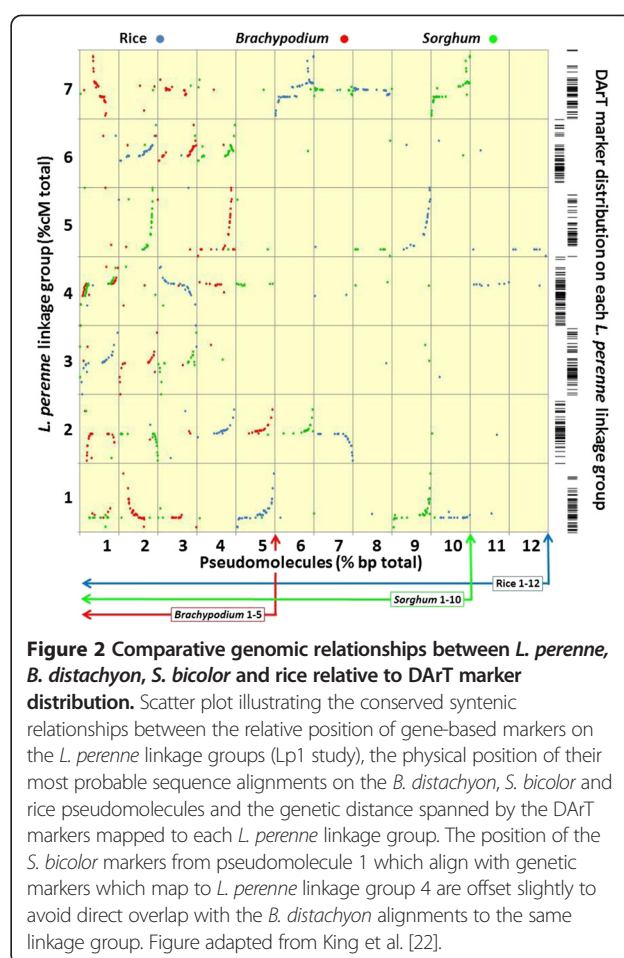 Rice Brachypodium Sorghum
7
6
5
4
3
2
1
L. perenne linkage group (%cM total)
DArT marker distribution on each L. perenne linkage group
1 2 3 4 5 6 7 8 9 10 11 12
Pseudomolecules (% bp total)
Rice 1-12
Sorghum 1-10
Brachypodium 1-5
Figure 2 Comparative genomic relationships between L. perenne,
B. distachyon, S. bicolor and rice relative to DArT marker
distribution. Scatter plot illustrating the conserved syntenic
relationships between the relative position of gene-based markers on
the L. perenne linkage groups (Lp1 study), the physical position of their
most probable sequence alignments on the B. distachyon, S. bicolor and
rice pseudomolecules and the genetic distance spanned by the DArT
markers mapped to each L. perenne linkage group. The position of the
S. bicolor markers from pseudomolecule 1 which align with genetic
markers which map to L. perenne linkage group 4 are offset slightly to
avoid direct overlap with the B. distachyon alignments to the same
linkage group. Figure adapted from King et al. [22].